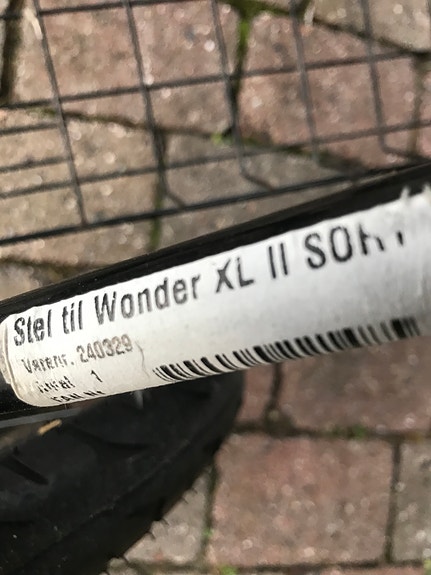 Stel til Wonder XL II SORT
Varenr. 240329
Antal 1